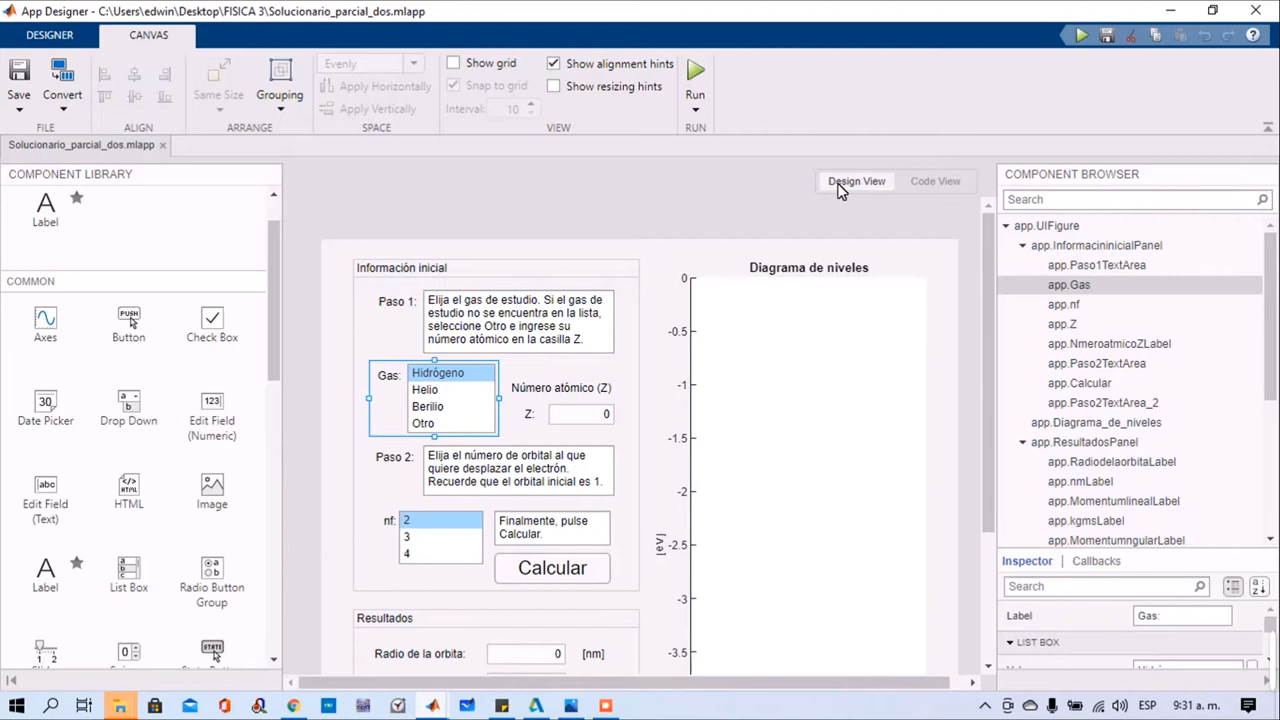 App Designer - C:\Users\edwin\Desktop\FISICA 3\Solucionario_parcial_dos.mlapp
DESIGNER
CANVAS
Save
Convert
FILE
ALIGN
Same Size
Grouping
ARRANGE
Evenly
Apply Horizontally
Apply Vertically
SPACE
Show grid
Snap to grid
Interval: 10
Show alignment hints
Show resizing hints
VIEW
Run
RUN
Solucionario_parcial_dos.mlapp
COMPONENT LIBRARY
Label
COMMON
Axes
PUSH
Button
Check Box
30
Date Picker
Drop Down
123
Edit Field
(Numeric)
abc
Edit Field
(Text)
HTML
HTML
Image
Label
List Box
Radio Button
Group
1 2
0
STATE
Design View
Code View
Información inicial
Paso 1:
Elija el gas de estudio. Si el gas de
estudio no se encuentra en la lista,
seleccione Otro e ingrese su
número atómico en la casilla Z.
Gas:
Hidrógeno
Helio
Berilio
Otro
Número atómico (Z)
Z: 0
Paso 2:
Elija el número de orbital al que
quiere desplazar el electrón.
Recuerde que el orbital inicial es 1.
nf:
2
3
4
Finalmente, pulse
Calcular.
Calcular
Resultados
Radio de la orbita: 0 [nm]
Diagrama de niveles
0
-0.5
-1
-1.5
-2
-2.5
-3
-3.5
[eV]
COMPONENT BROWSER
Search
app.UIFigure
app.InformacininicialPanel
app.Paso1TextArea
app.Gas
app.nf
app.Z
app.NmeroatmicoZLabel
app.Paso2TextArea
app.Calcular
app.Paso2TextArea_2
app.Diagrama_de_niveles
app.ResultadosPanel
app.RadiodelaorbitaLabel
app.nmLabel
app.MomentumlinealLabel
app.kgmsLabel
app.MomentumngularLabel
Inspector
Callbacks
Search
Label
Gas:
LIST BOX
ESP
9:31 a. m.